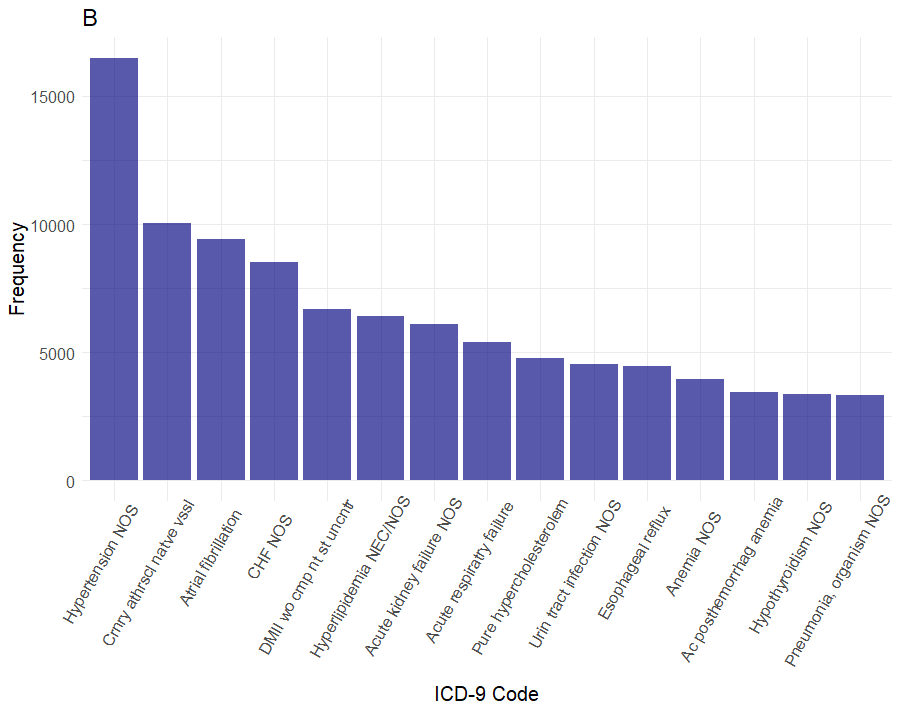 B
Frequency
15000
10000
5000
0
Hypertension NOS
Crnry athrscl natve vssl
Atrial fibrillation
CHF NOS
DMII wo cmp nt st uncntr
Hyperlipidemia NEC/NOS
Acute kidney failure NOS
Acute respiratry failure
Pure hypercholesterolem
Urin tract infection NOS
Esophageal reflux
Anemia NOS
Ac posthemorrhag anemia
Hypothyroidism NOS
Pneumonia, organism NOS
ICD-9 Code